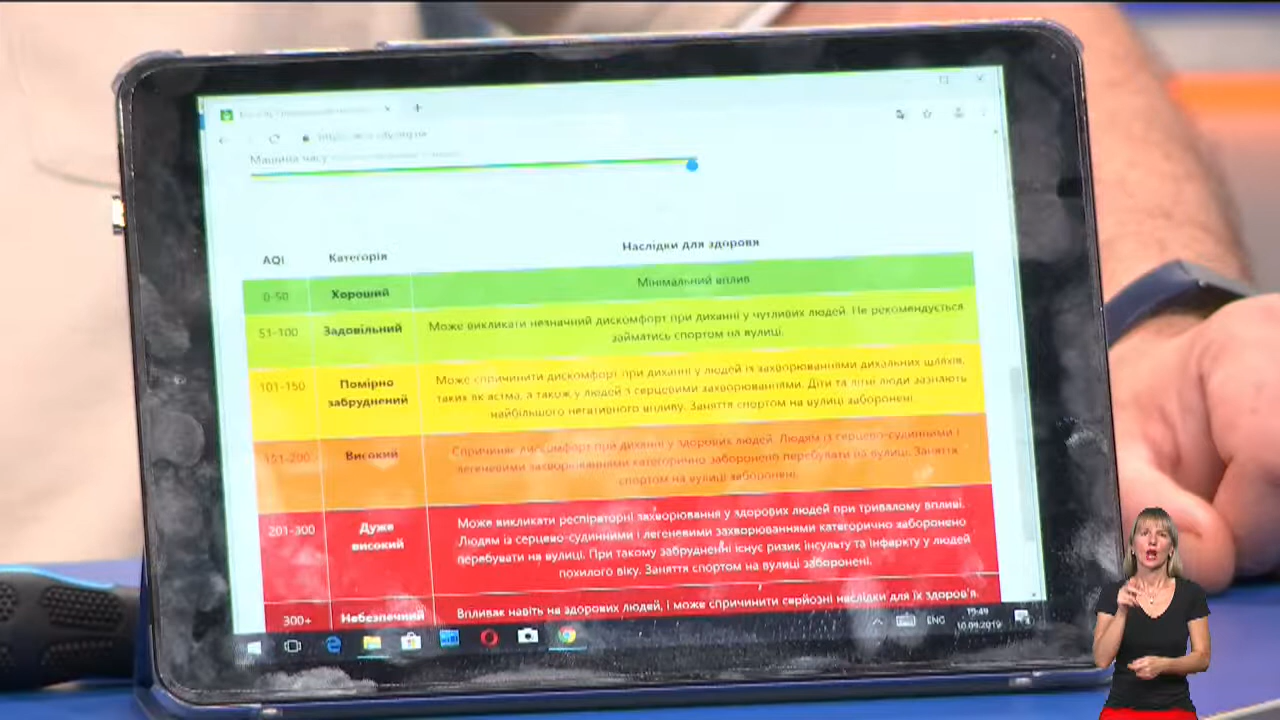 Машина часу
AQI Категорія Наслідки для здоровя
0-50 Хороший Мінімальний вплив
51-100 Задовільний Може викликати незначний дискомфорт при диханні у чутливих людей. Не рекомендується
займатись спортом на вулиці.
101-150 Помірно забруднений Може спричинити дискомфорт при диханні у людей із захворюваннями дихальних шляхів,
таких як астма, а також у людей з серцевими захворюваннями. Діти та літні люди зазнають
найбільшого негативного впливу. Заняття спортом на вулиці заборонені.
151-200 Високий Спричиняє дискомфорт при диханні у здорових людей. Людям із серцево-судинними і
легеневими захворюваннями категорично заборонено перебувати на вулиці. Заняття
спортом на вулиці заборонені.
201-300 Дуже високий Може викликати респіраторні захворювання у здорових людей при тривалому впливі.
Людям із серцево-судинними і легеневими захворюваннями категорично заборонено
перебувати на вулиці. При такому забрудненні існує ризик інсульту та інфаркту у людей
похилого віку. Заняття спортом на вулиці заборонені.
300+ Небезпечний Впливає навіть на здорових людей, і може спричинити серйозні наслідки для їх здоров'я.
ENG 19:49
10.09.2019